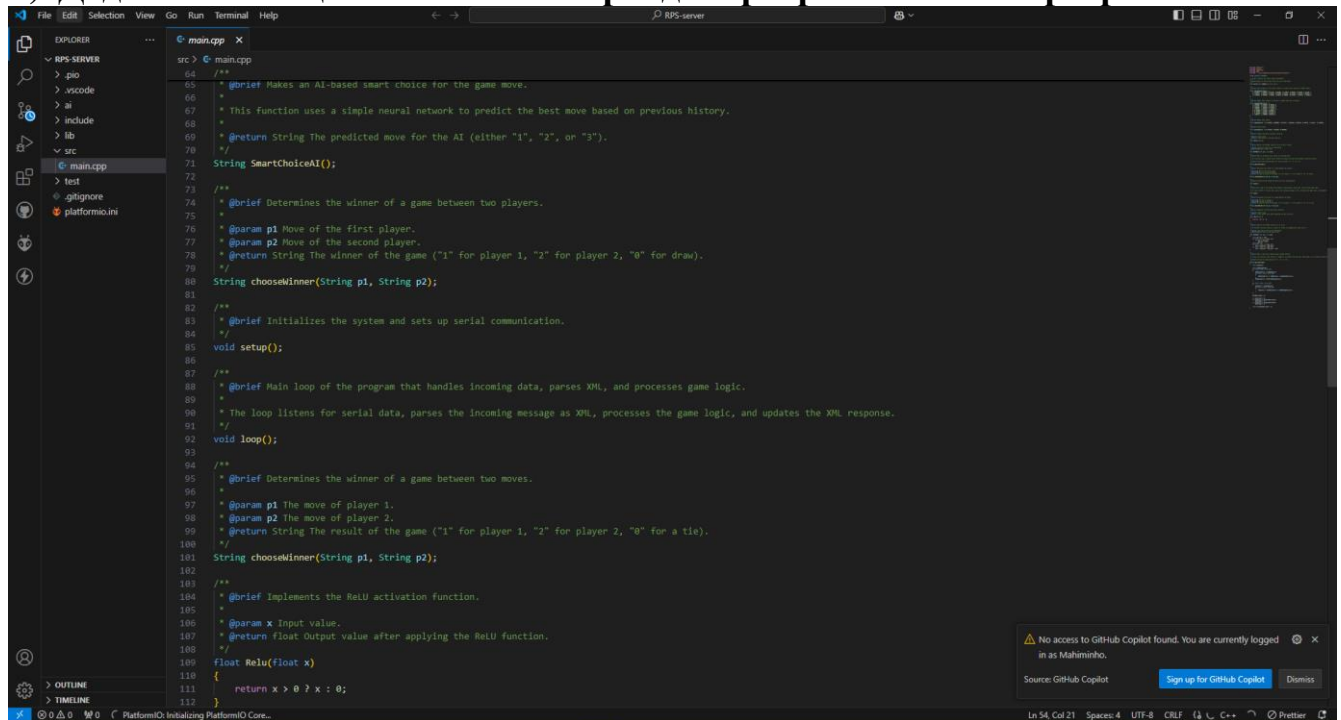 File Edit Selection View Go Run Terminal Help
RPS-server
EXPLORER
RPS-SERVER
.pio
.vscode
ai
include
lib
src
main.cpp
test
.gitignore
platformio.ini
OUTLINE
TIMELINE
main.cpp
src > main.cpp
64 /**
65 * @brief Makes an AI-based smart choice for the game move.
66 *
67 * This function uses a simple neural network to predict the best move based on previous history.
68 *
69 * @return String The predicted move for the AI (either "1", "2", or "3").
70 */
71 String SmartChoiceAI();
72
73 /**
74 * @brief Determines the winner of a game between two players.
75 *
76 * @param p1 Move of the first player.
77 * @param p2 Move of the second player.
78 * @return String The winner of the game ("1" for player 1, "2" for player 2, "0" for draw).
79 */
80 String chooseWinner(String p1, String p2);
81
82 /**
83 * @brief Initializes the system and sets up serial communication.
84 */
85 void setup();
86
87 /**
88 * @brief Main loop of the program that handles incoming data, parses XML, and processes game logic.
89 *
90 * The loop listens for serial data, parses the incoming message as XML, processes the game logic, and updates the XML response.
91 */
92 void loop();
93
94 /**
95 * @brief Determines the winner of a game between two moves.
96 *
97 * @param p1 The move of player 1.
98 * @param p2 The move of player 2.
99 * @return String The result of the game ("1" for player 1, "2" for player 2, "0" for a tie).
100 */
101 String chooseWinner(String p1, String p2);
102
103 /**
104 * @brief Implements the ReLU activation function.
105 *
106 * @param x Input value.
107 * @return float Output value after applying the ReLU function.
108 */
109 float Relu(float x)
110 {
111 return x > 0 ? x : 0;
112 }
No access to GitHub Copilot found. You are currently logged
in as Mahiminho.
Source: GitHub Copilot
Sign up for GitHub Copilot
Dismiss
0 0 0 PlatformIO: Initializing PlatformIO Core...
Ln 54, Col 21 Spaces: 4 UTF-8 CRLF C++ Prettier